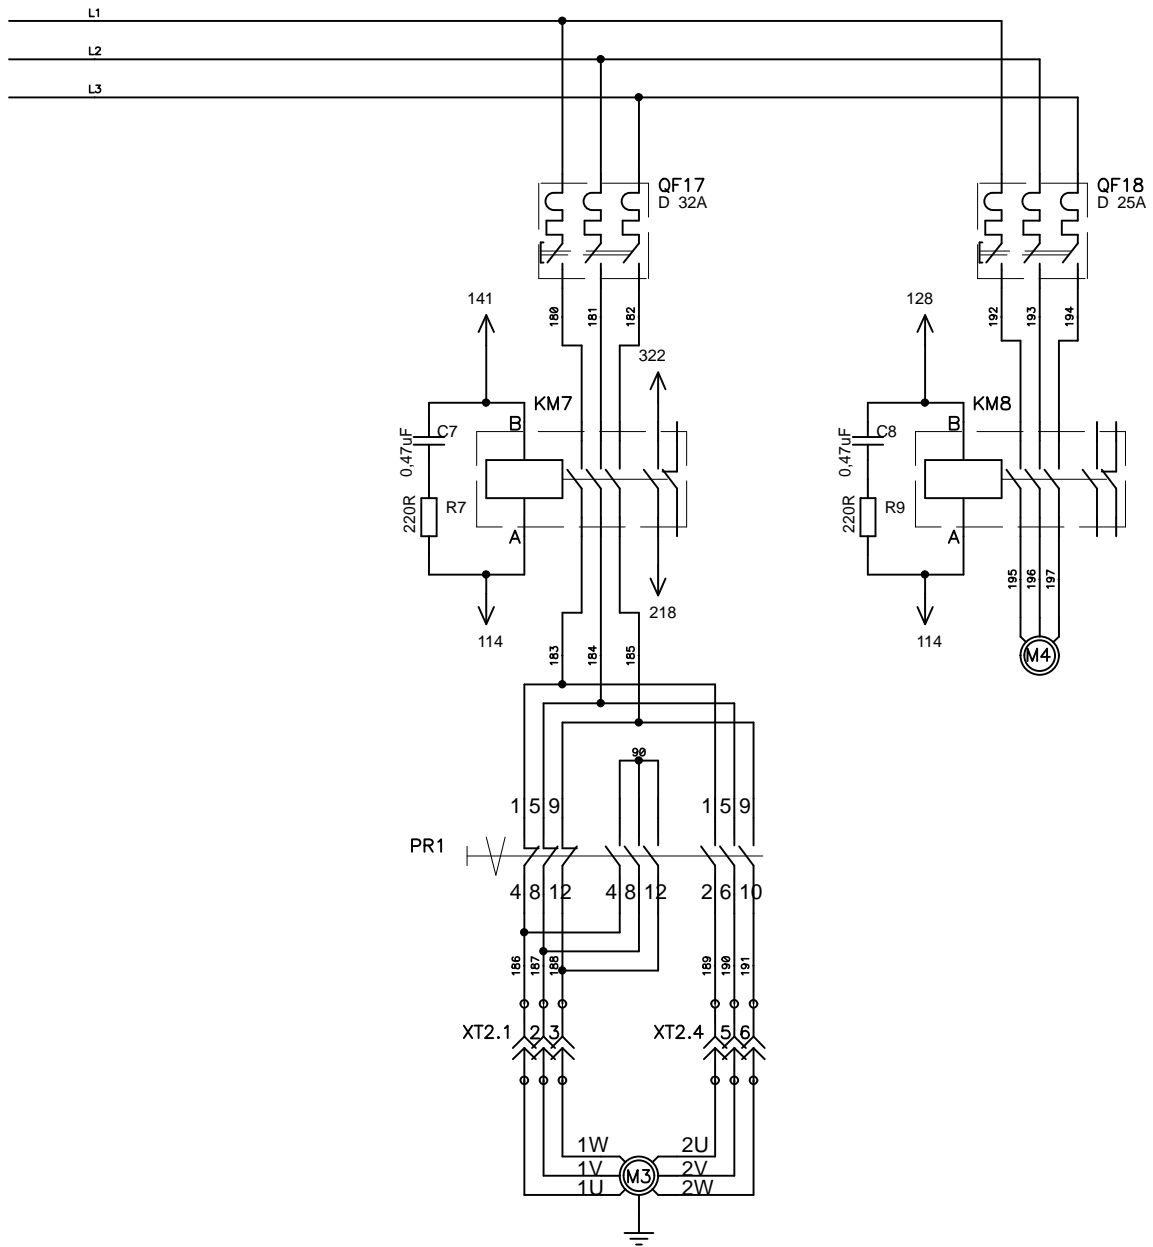 L1
L2
L3
QF17
D 32A
QF18
D 25A
141
180
181
182
128
192
193
194
322
KM7
KM8
B
C7
0,47uF
B
C8
0,47uF
220R
R7
220R
R9
A
A
195
196
197
218
114
114
183
184
185
M4
90
1 5 9
1 5 9
PR1
4 8 12
4 8 12
2 6 10
186
187
188
189
190
191
XT2.1 2 3
XT2.4 5 6
1W
2U
1V
M3
2V
1U
2W